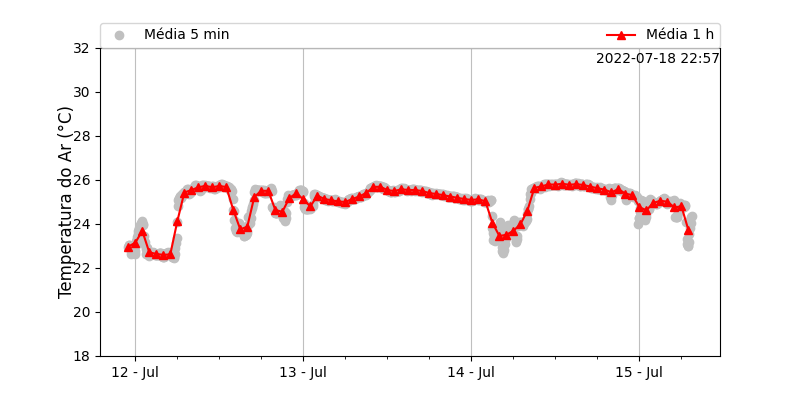 Média 5 min
Média 1 h
2022-07-18 22:57
Temperatura do Ar (°C)
32
30
28
26
24
22
20
18
12 - Jul
13 - Jul
14 - Jul
15 - Jul